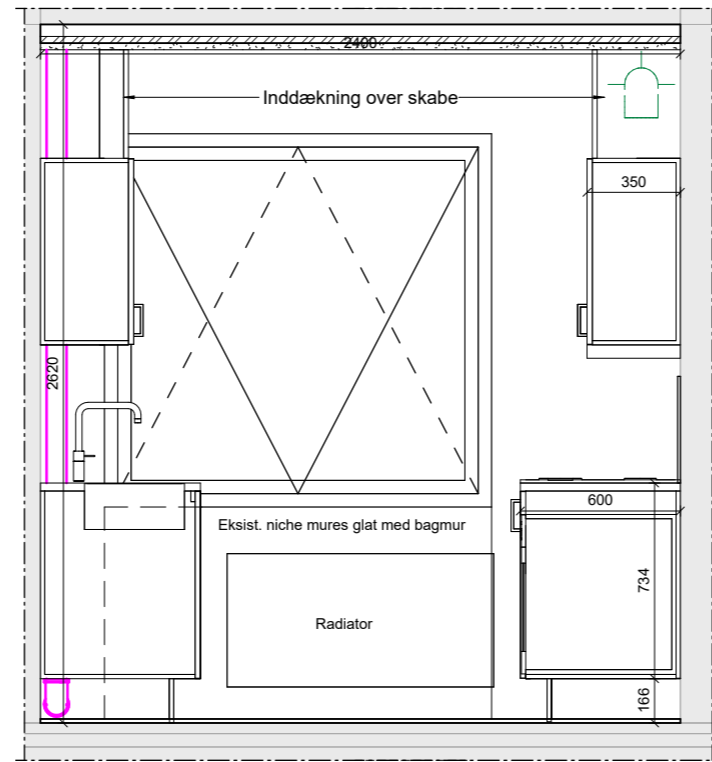 2400
Inddækning over skabe
350
2620
600
Eksist. niche mures glat med bagmur
734
Radiator
166